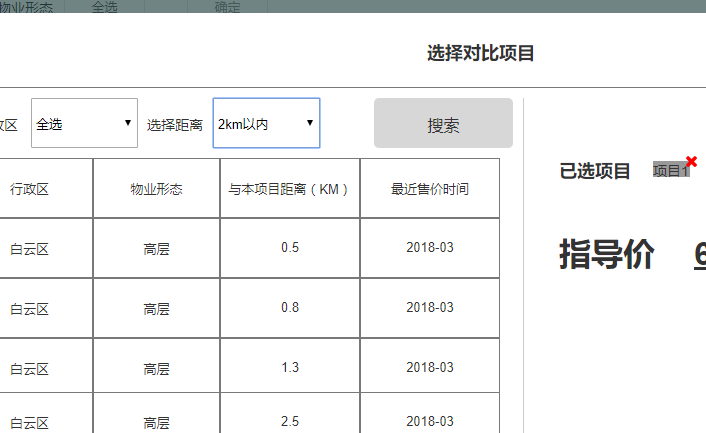 物业形态 全选 确定
选择对比项目
政区 全选 选择距离 2km以内 搜索
已选项目 项目1
行政区 物业形态 与本项目距离（KM） 最近售价时间
指导价 6
白云区 高层 0.5 2018-03
白云区 高层 0.8 2018-03
白云区 高层 1.3 2018-03
白云区 高层 2.5 2018-03